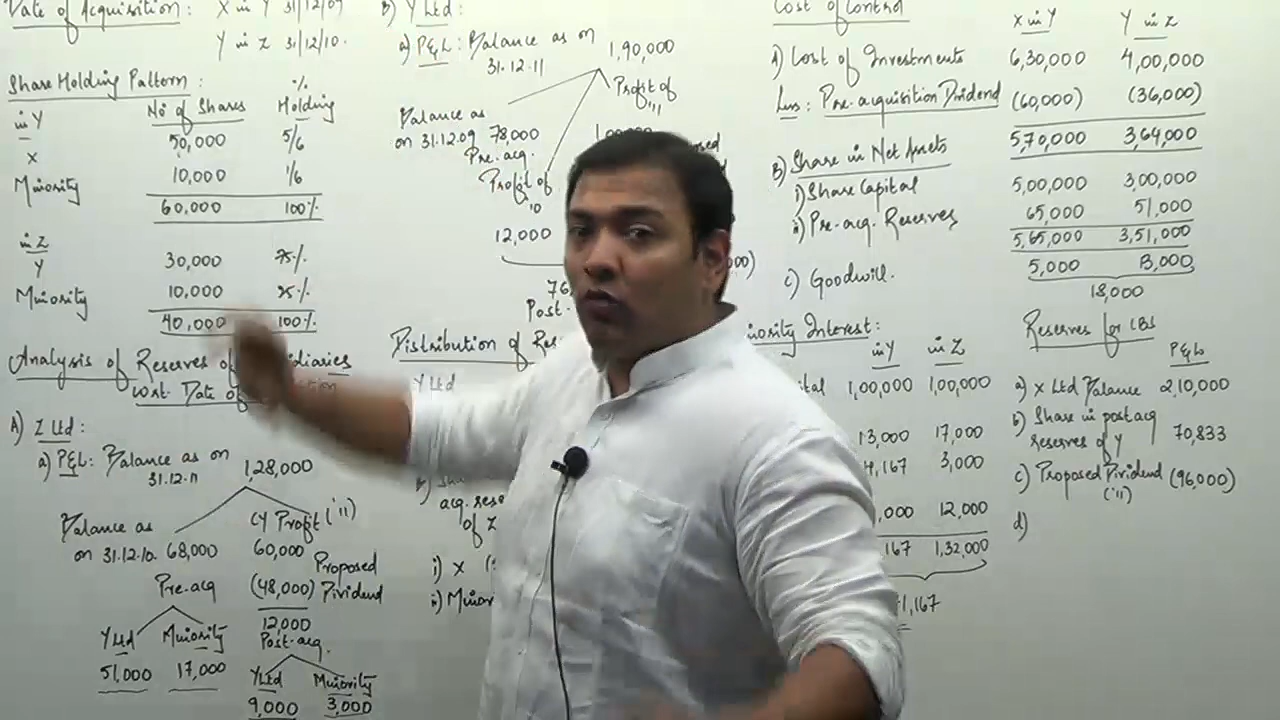 Date of Acquisition : X in Y 31/12/09
Y in Z 31/12/10.
Share Holding Pattern :
No of Shares % Holding
in Y
X 50,000 5/6
Minority 10,000 1/6
60,000 100%
in Z
Y 30,000 75%
Minority 10,000 25%
40,000 100%
Analysis of Reserves of
w.r.t. Date of
A) Z Ltd :
a) P&L : Balance as on 31.12.11 1,28,000
Balance as on 31.12.10. 68,000
Pre-acq
Y Ltd Minority
51,000 17,000
CY Profit ('11)
60,000
(48,000) Proposed Dividend
12,000
Post-acq.
Y Ltd Minority
9,000 3,000
B) Y Ltd :
a) P&L : Balance as on 31.12.11 1,90,000
Balance as on 31.12.09 78,000
Pre-acq.
Profit of '10
12,000
Profit of '11
Post-
Distribution of
Y Ltd
of Z
i) X
Cost of Control
X in Y Y in Z
A) Cost of Investments 6,30,000 4,00,000
Less : Pre-acquisition Dividend (60,000) (36,000)
5,70,000 3,64,000
B) Share in Net Assets
i) Share Capital 5,00,000 3,00,000
ii) Pre-acq. Reserves 65,000 51,000
5,65,000 3,51,000
C) Goodwill. 5,000 13,000
18,000
Interest :
in Y in Z
1,00,000 1,00,000
13,000 17,000
3,000
12,000
1,32,000
Reserves for CBS
P&L
a) X Ltd Balance 2,10,000
b) Share in post acq reserves of Y 70,833
c) Proposed Dividend ('11) (96,000)
d)